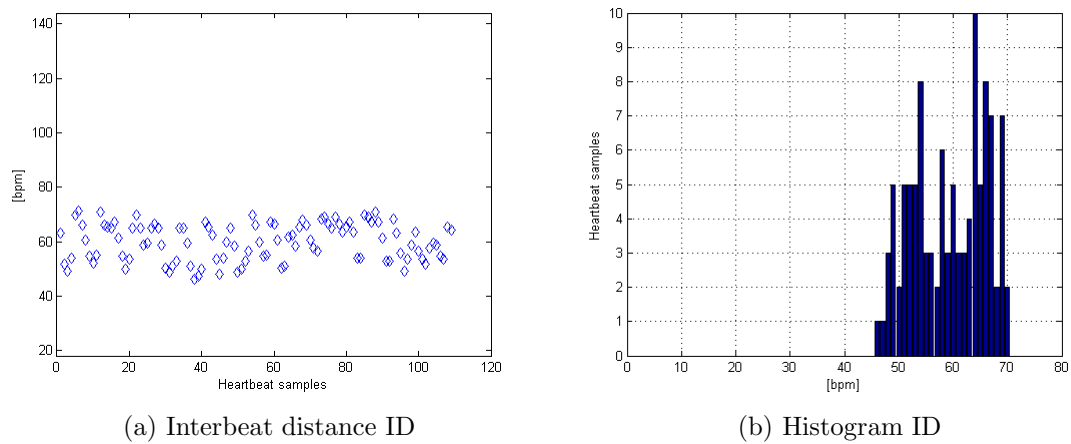 140
120
100
80
60
40
20
[bpm]
0 20 40 60 80 100 120
Heartbeat samples
(a) Interbeat distance ID
10
9
8
7
6
5
4
3
2
1
0
Heartbeat samples
0 10 20 30 40 50 60 70 80
[bpm]
(b) Histogram ID